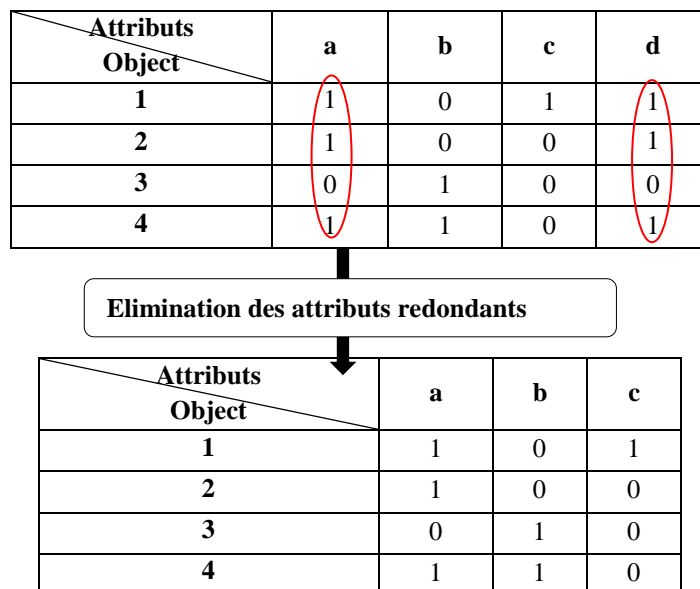 Attributs
Object a b c d
1 1 0 1 1
2 1 0 0 1
3 0 1 0 0
4 1 1 0 1
Elimination des attributs redondants
Attributs
Object a b c
1 1 0 1
2 1 0 0
3 0 1 0
4 1 1 0